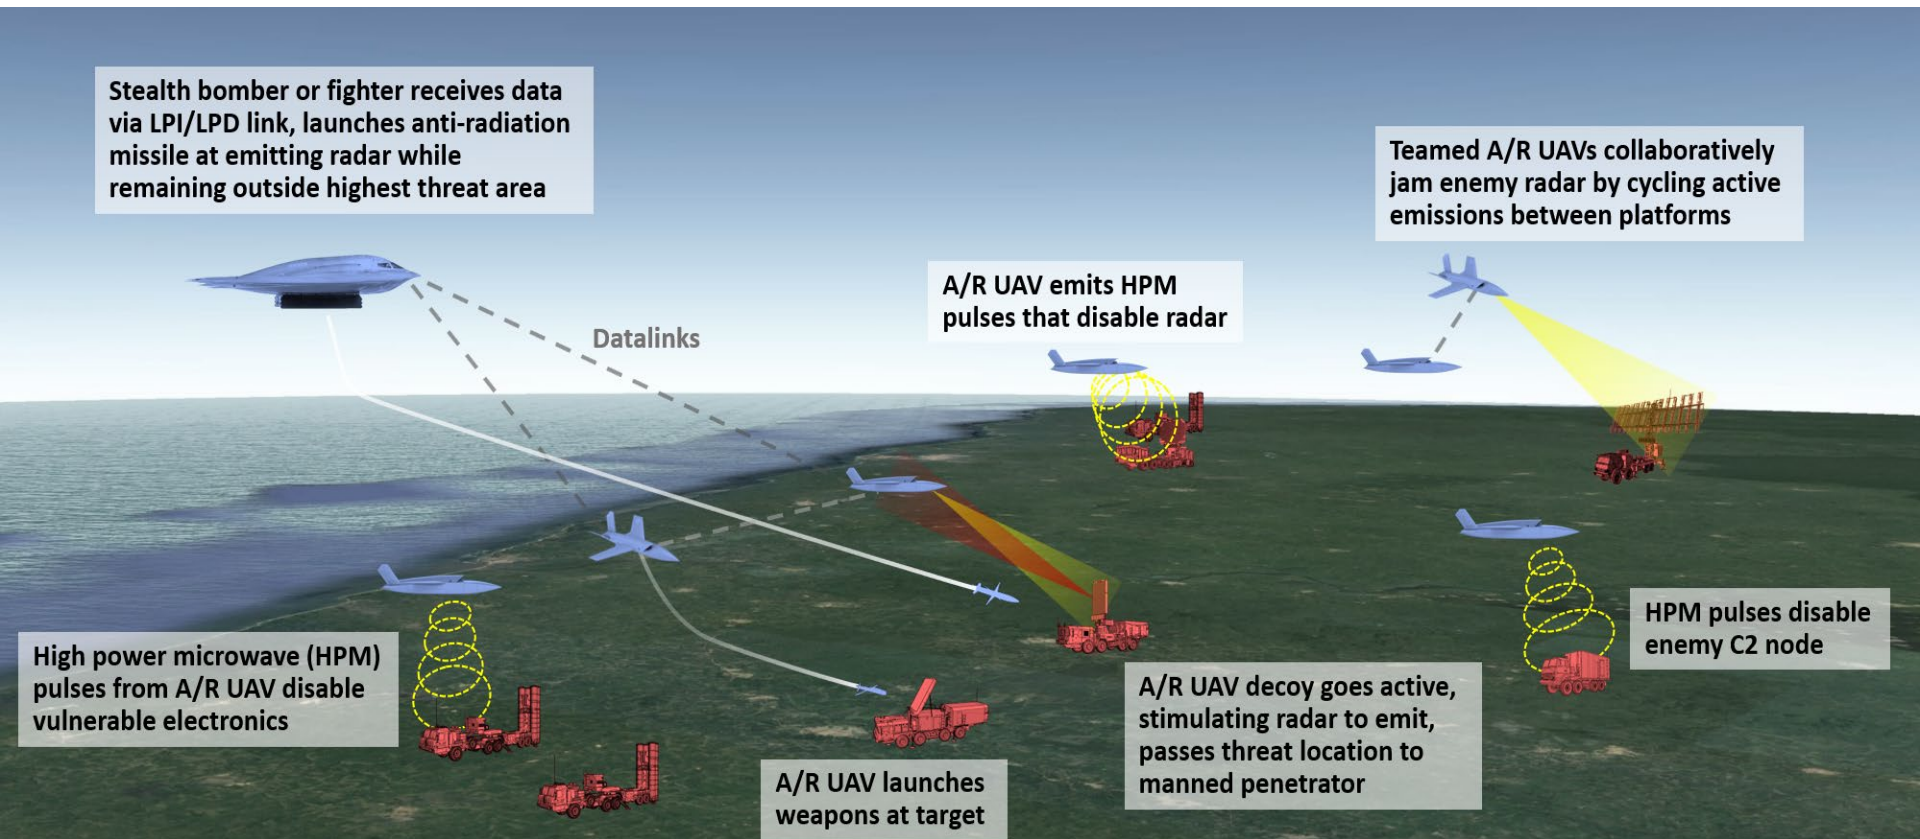 Stealth bomber or fighter receives data
via LPI/LPD link, launches anti-radiation
missile at emitting radar while
remaining outside highest threat area
Teamed A/R UAVs collaboratively
jam enemy radar by cycling active
emissions between platforms
A/R UAV emits HPM
pulses that disable radar
Datalinks
High power microwave (HPM)
pulses from A/R UAV disable
vulnerable electronics
A/R UAV launches
weapons at target
A/R UAV decoy goes active,
stimulating radar to emit,
passes threat location to
manned penetrator
HPM pulses disable
enemy C2 node